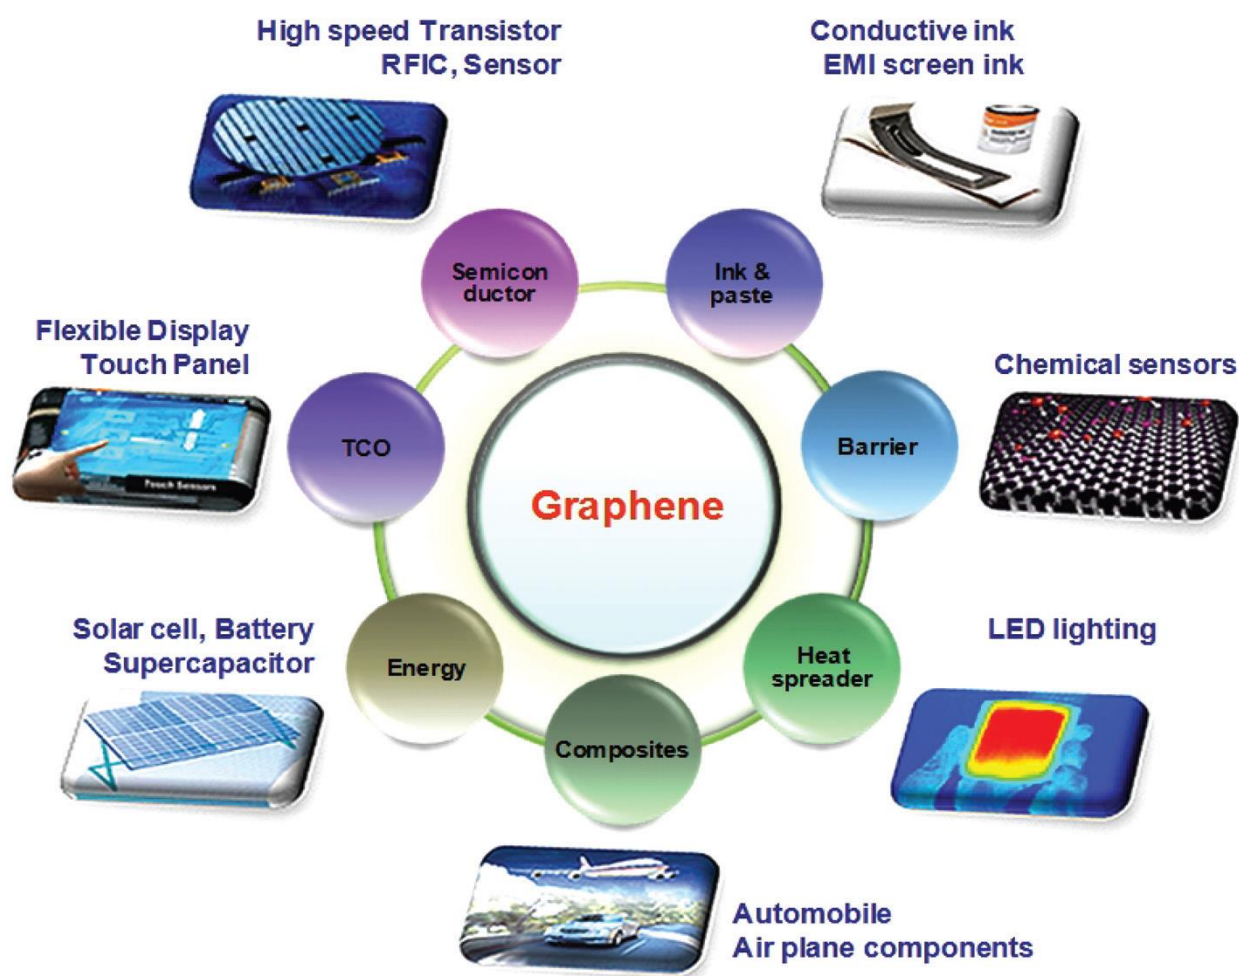 High speed Transistor
RFIC, Sensor
Conductive ink
EMI screen ink
Semicon
ductor
Ink &
paste
Flexible Display
Touch Panel
Touch Sensors
TCO
Graphene
Barrier
Chemical sensors
Solar cell, Battery
Supercapacitor
Energy
Composites
Heat
spreader
LED lighting
Automobile
Air plane components